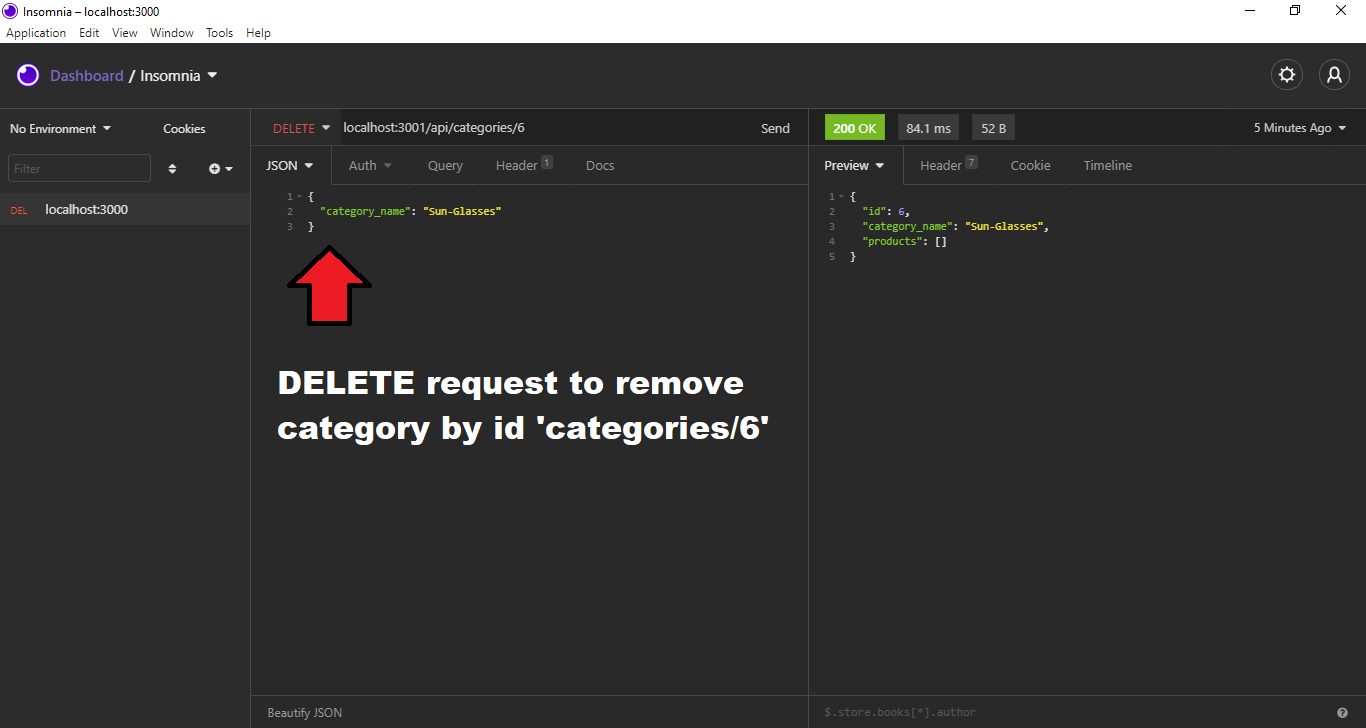 Insomnia – localhost:3000
Application Edit View Window Tools Help
Dashboard / Insomnia
No Environment Cookies
Filter
DEL localhost:3000
DELETE localhost:3001/api/categories/6 Send
JSON Auth Query Header 1 Docs
1 {
2 "category_name": "Sun-Glasses"
3 }
DELETE request to remove
category by id 'categories/6'
Beautify JSON
200 OK 84.1 ms 52 B 5 Minutes Ago
Preview Header 7 Cookie Timeline
1 {
2 "id": 6,
3 "category_name": "Sun-Glasses",
4 "products": []
5 }
$.store.books[*].author